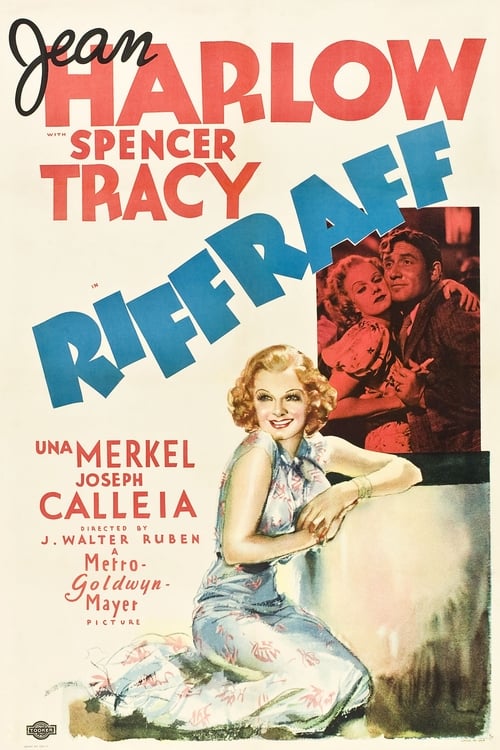 Jean
HARLOW
WITH
SPENCER
TRACY
IN
RIFFRAFF
UNA MERKEL
JOSEPH
CALLEIA
DIRECTED BY
J. WALTER RUBEN
A
Metro-
Goldwyn-
Mayer
PICTURE
TOOKER